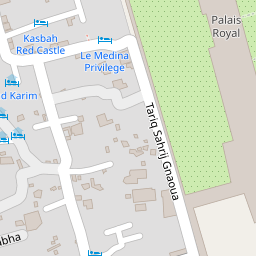 Palais
Royal
Kasbah
Red Castle
Le Medina
Privilege
d Karim
Tariq Sahrij Gnaoua
bha